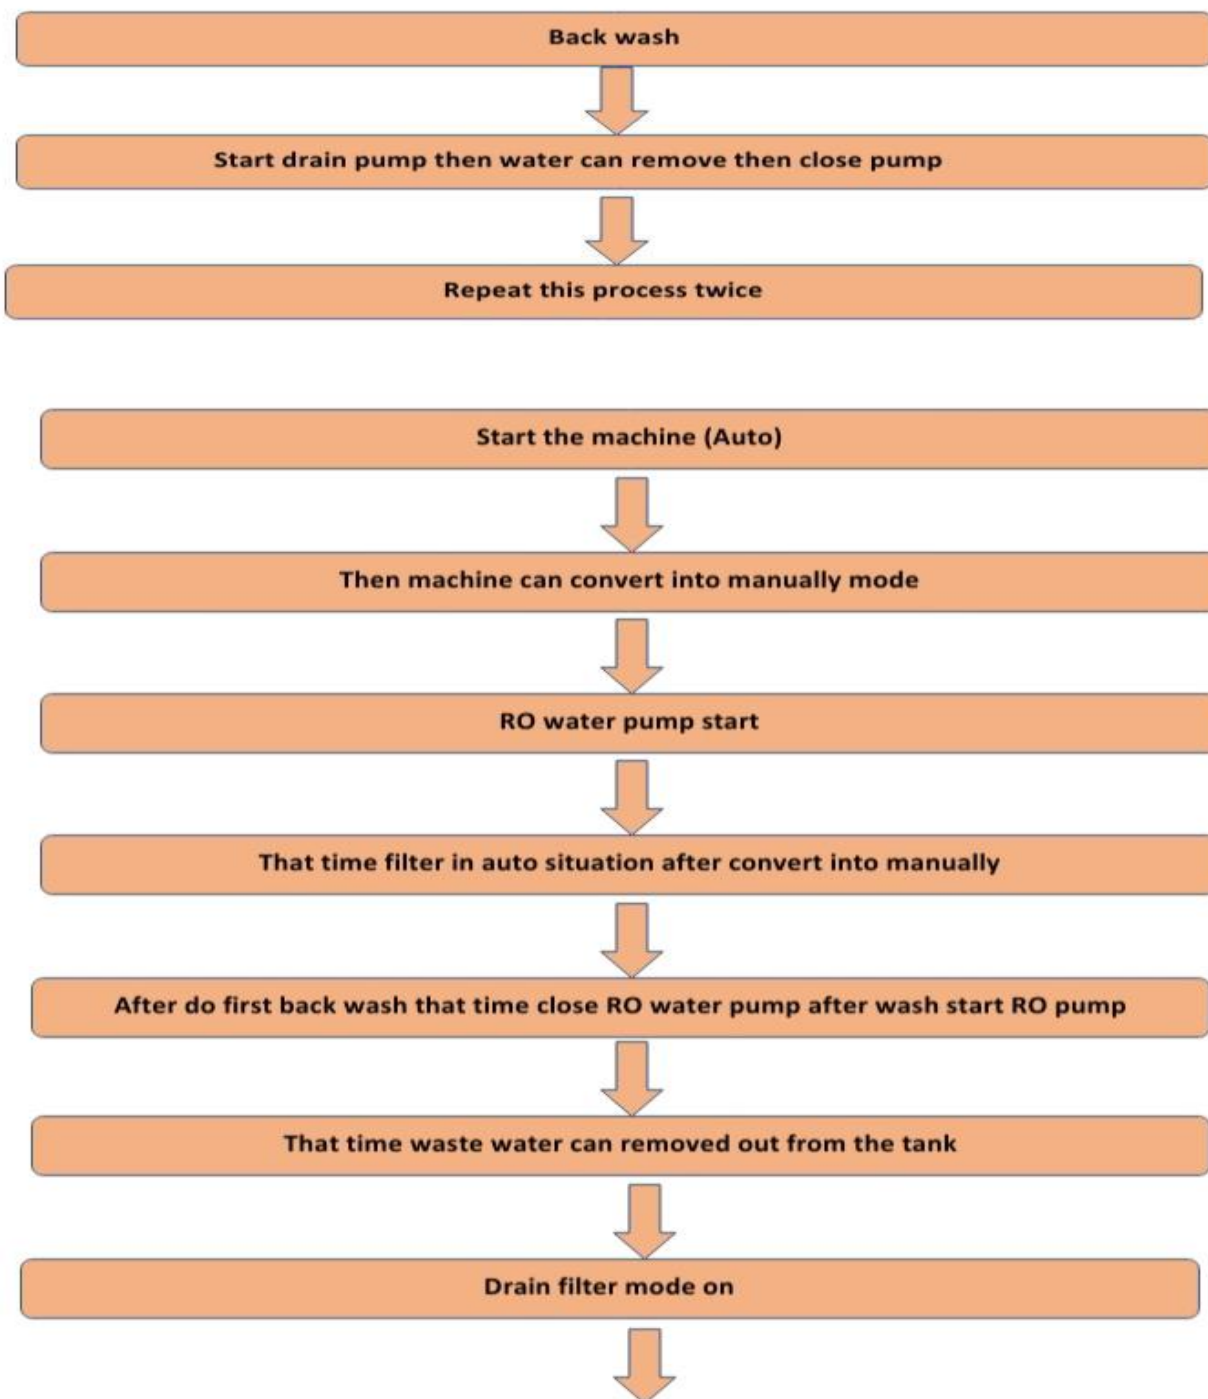 Back wash
Start drain pump then water can remove then close pump
Repeat this process twice
Start the machine (Auto)
Then machine can convert into manually mode
RO water pump start
That time filter in auto situation after convert into manually
After do first back wash that time close RO water pump after wash start RO pump
That time waste water can removed out from the tank
Drain filter mode on